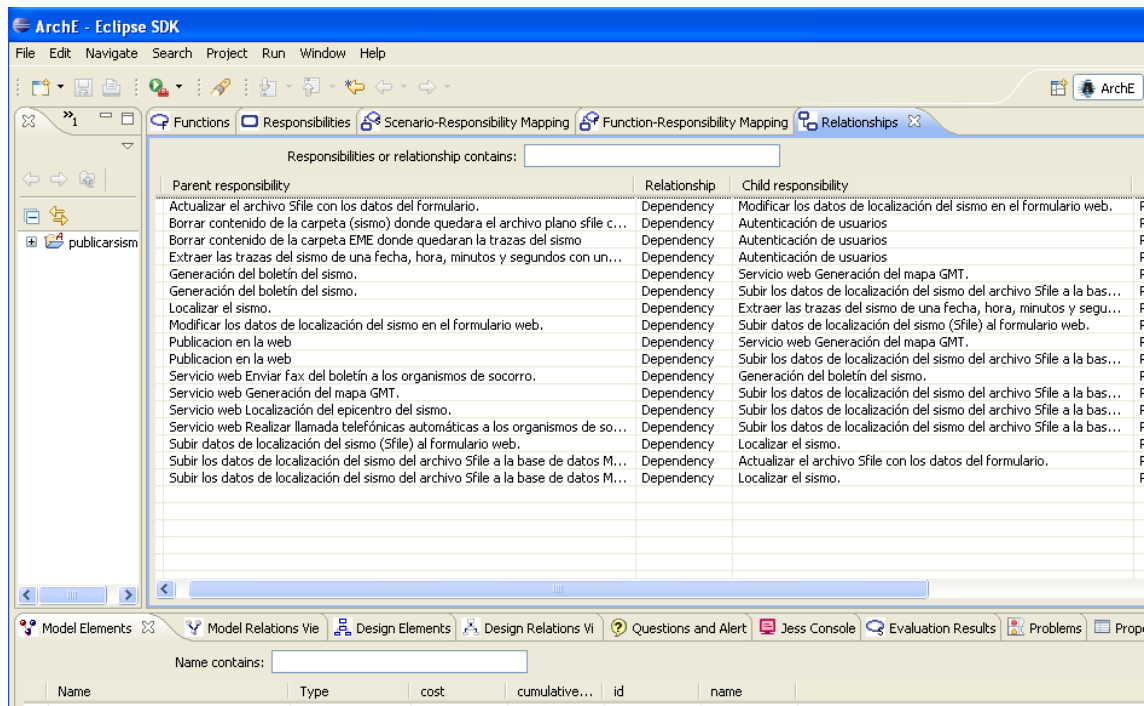 ArchE - Eclipse SDK
File Edit Navigate Search Project Run Window Help
ArchE
»1 Functions Responsibilities Scenario-Responsibility Mapping Function-Responsibility Mapping Relationships
Responsibilities or relationship contains:
Parent responsibility Relationship Child responsibility
Actualizar el archivo Sfile con los datos del formulario. Dependency Modificar los datos de localización del sismo en el formulario web.
Borrar contenido de la carpeta (sismo) donde quedara el archivo plano sfile c... Dependency Autenticación de usuarios
publicarsism Borrar contenido de la carpeta EME donde quedaran la trazas del sismo Dependency Autenticación de usuarios
Extraer las trazas del sismo de una fecha, hora, minutos y segundos con un... Dependency Autenticación de usuarios
Generación del boletín del sismo. Dependency Servicio web Generación del mapa GMT.
Generación del boletín del sismo. Dependency Subir los datos de localización del sismo del archivo Sfile a la bas...
Localizar el sismo. Dependency Extraer las trazas del sismo de una fecha, hora, minutos y segu...
Modificar los datos de localización del sismo en el formulario web. Dependency Subir datos de localización del sismo (Sfile) al formulario web.
Publicacion en la web Dependency Servicio web Generación del mapa GMT.
Publicacion en la web Dependency Subir los datos de localización del sismo del archivo Sfile a la bas...
Servicio web Enviar fax del boletín a los organismos de socorro. Dependency Generación del boletín del sismo.
Servicio web Generación del mapa GMT. Dependency Subir los datos de localización del sismo del archivo Sfile a la bas...
Servicio web Localización del epicentro del sismo. Dependency Subir los datos de localización del sismo del archivo Sfile a la bas...
Servicio web Realizar llamada telefónicas automáticas a los organismos de so... Dependency Subir los datos de localización del sismo del archivo Sfile a la bas...
Subir datos de localización del sismo (Sfile) al formulario web. Dependency Localizar el sismo.
Subir los datos de localización del sismo del archivo Sfile a la base de datos M... Dependency Actualizar el archivo Sfile con los datos del formulario.
Subir los datos de localización del sismo del archivo Sfile a la base de datos M... Dependency Localizar el sismo.
Model Elements Model Relations Vie Design Elements Design Relations Vi Questions and Alert Jess Console Evaluation Results Problems Prope
Name contains:
Name Type cost cumulative... id name